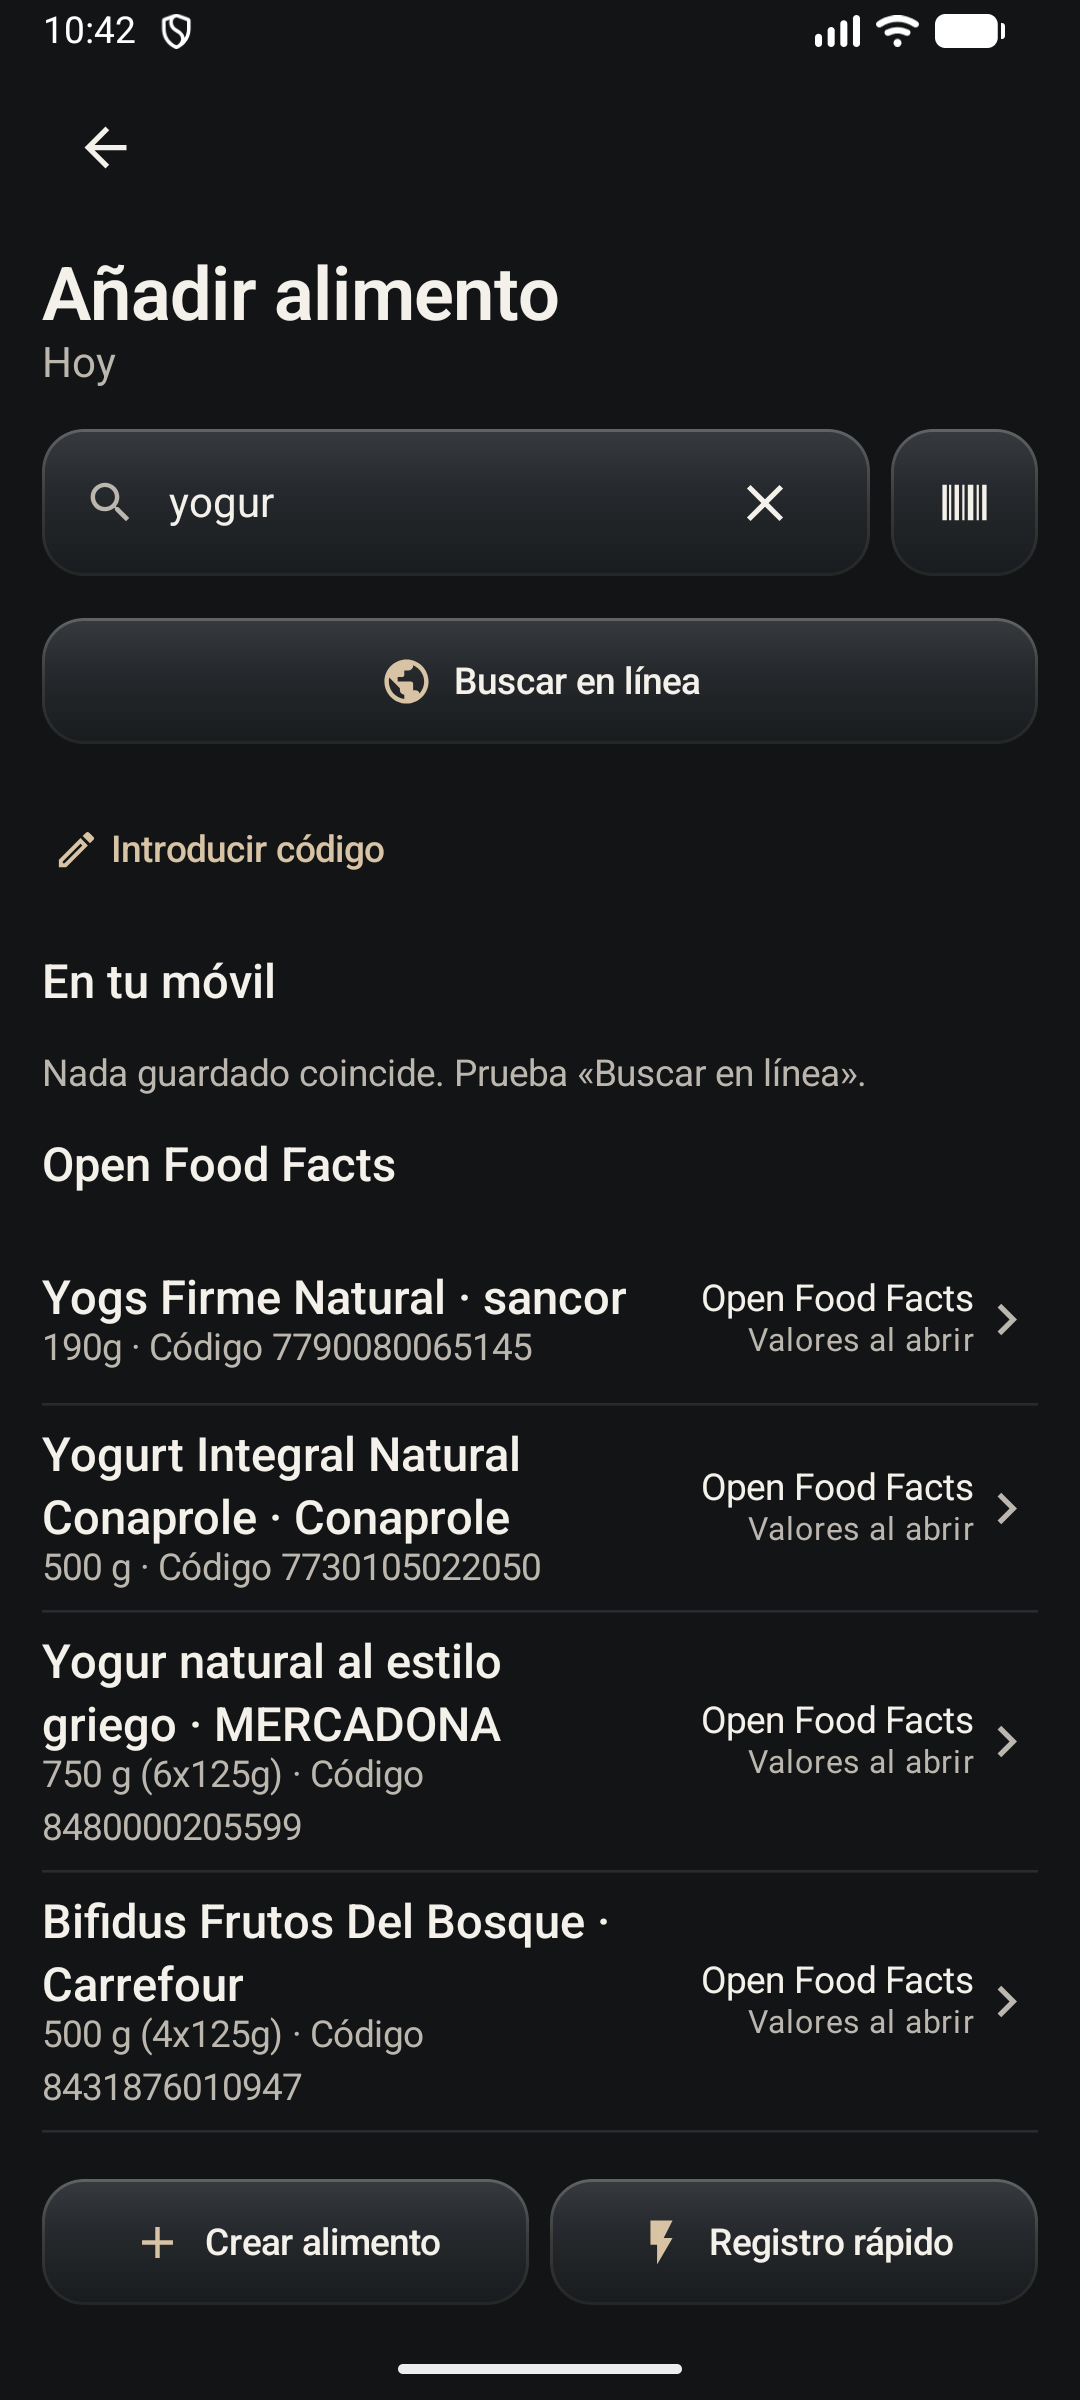 10:42
Añadir alimento
Hoy
yogur
Buscar en línea
Introducir código
En tu móvil
Nada guardado coincide. Prueba «Buscar en línea».
Open Food Facts
Yogs Firme Natural · sancor
190g · Código 7790080065145
Open Food Facts
Valores al abrir
Yogurt Integral Natural
Conaprole · Conaprole
500 g · Código 7730105022050
Open Food Facts
Valores al abrir
Yogur natural al estilo
griego · MERCADONA
750 g (6x125g) · Código
8480000205599
Open Food Facts
Valores al abrir
Bifidus Frutos Del Bosque ·
Carrefour
500 g (4x125g) · Código
8431876010947
Open Food Facts
Valores al abrir
Crear alimento
Registro rápido